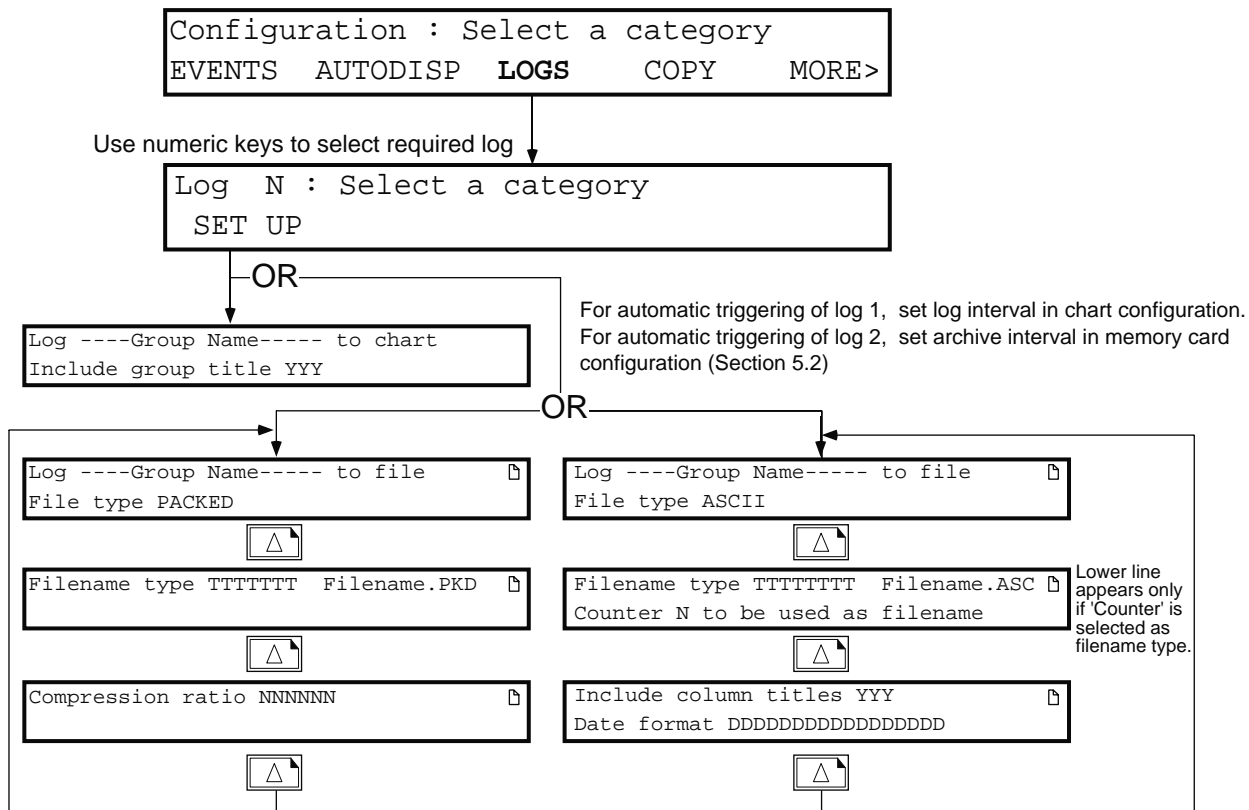 Configuration : Select a category
EVENTS AUTODISP LOGS COPY MORE>
Use numeric keys to select required log
Log N : Select a category
SET UP
OR
For automatic triggering of log 1, set log interval in chart configuration.
For automatic triggering of log 2, set archive interval in memory card
configuration (Section 5.2)
Log ----Group Name----- to chart
Include group title YYY
OR
Log ----Group Name----- to file
File type PACKED
Log ----Group Name----- to file
File type ASCII
Filename type TTTTTTT Filename.PKD
Filename type TTTTTTTT Filename.ASC
Counter N to be used as filename
Lower line
appears only
if 'Counter' is
selected as
filename type.
Compression ratio NNNNNN
Include column titles YYY
Date format DDDDDDDDDDDDDDDDD